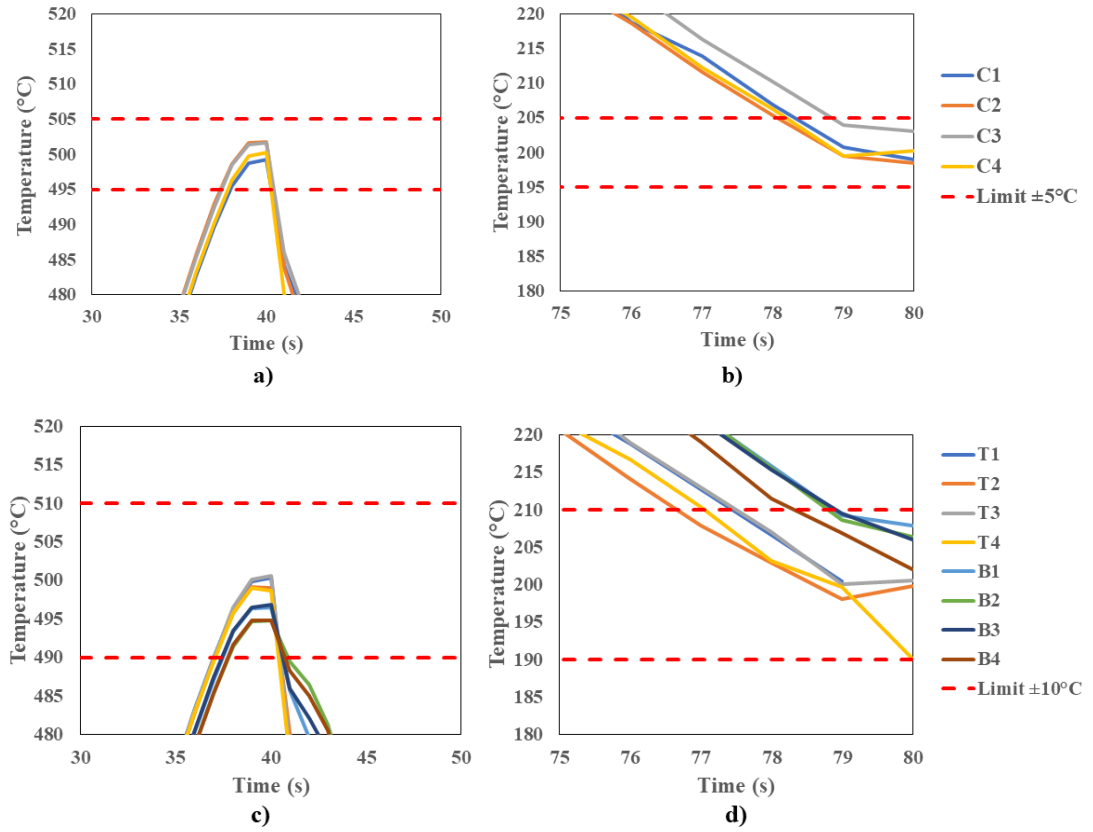 520
515
510
505
500
495
490
485
480
Temperature (°C)
30 35 40 45 50
Time (s)
a)
220
215
210
205
200
195
190
185
180
Temperature (°C)
75 76 77 78 79 80
Time (s)
b)
C1
C2
C3
C4
Limit ±5°C
520
515
510
505
500
495
490
485
480
Temperature (°C)
30 35 40 45 50
Time (s)
c)
220
215
210
205
200
195
190
185
180
Temperature (°C)
75 76 77 78 79 80
Time (s)
d)
T1
T2
T3
T4
B1
B2
B3
B4
Limit ±10°C